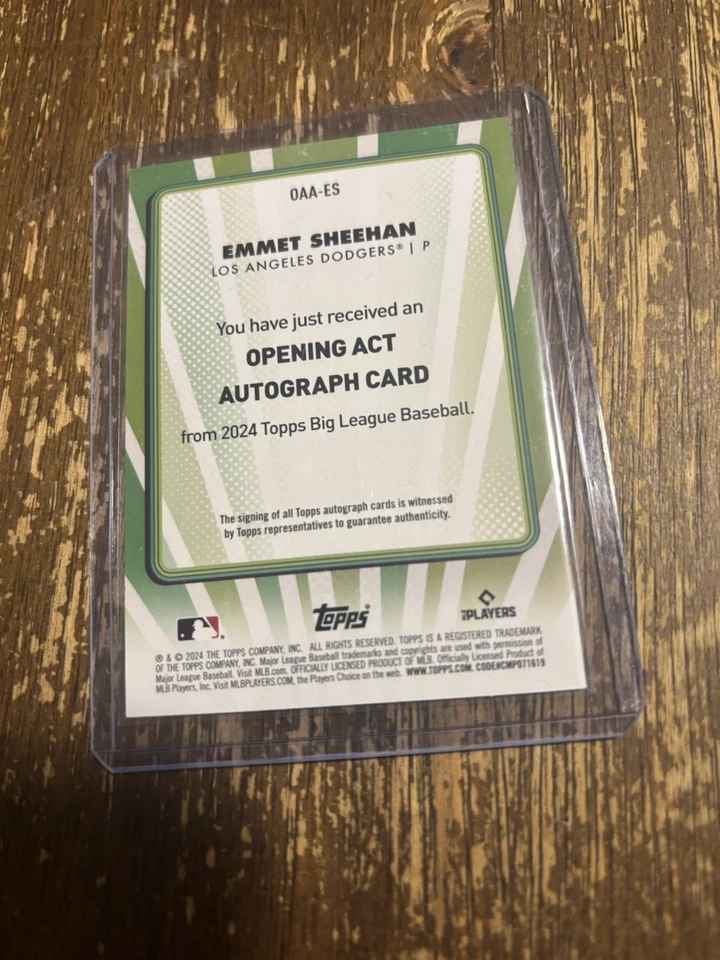 OAA-ES
EMMET SHEEHAN
LOS ANGELES DODGERS® | P
You have just received an
OPENING ACT
AUTOGRAPH CARD
from 2024 Topps Big League Baseball.
The signing of all Topps autograph cards is witnessed
by Topps representatives to guarantee authenticity.
topps®
MLB PLAYERS
® & © 2024 THE TOPPS COMPANY, INC. ALL RIGHTS RESERVED. TOPPS IS A REGISTERED TRADEMARK
OF THE TOPPS COMPANY, INC. Major League Baseball trademarks and copyrights are used with permission of
Major League Baseball. Visit MLB.com. OFFICIALLY LICENSED PRODUCT OF MLB. Officially Licensed Product of
MLB Players, Inc. Visit MLBPLAYERS.COM, the Players Choice on the web. WWW.TOPPS.COM. CODE#CMP071619